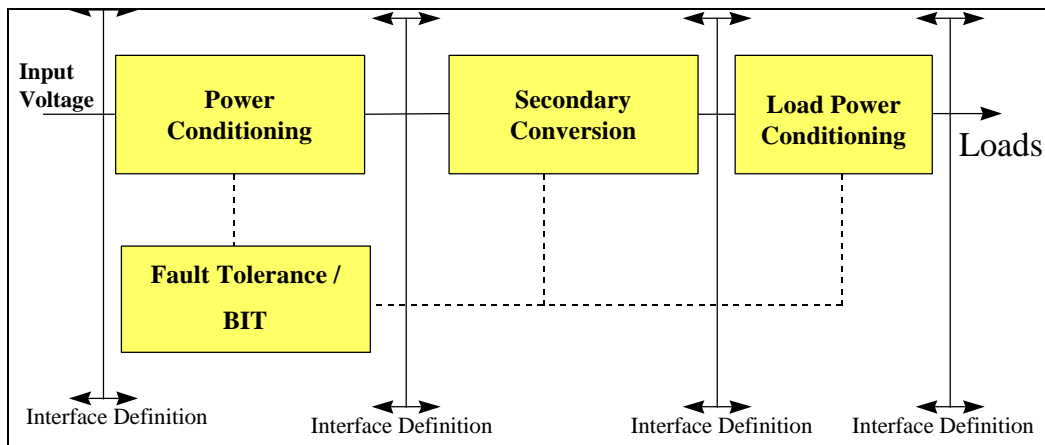 Input
Voltage
Power
Conditioning
Secondary
Conversion
Load Power
Conditioning
Loads
Fault Tolerance /
BIT
Interface Definition
Interface Definition
Interface Definition
Interface Definition